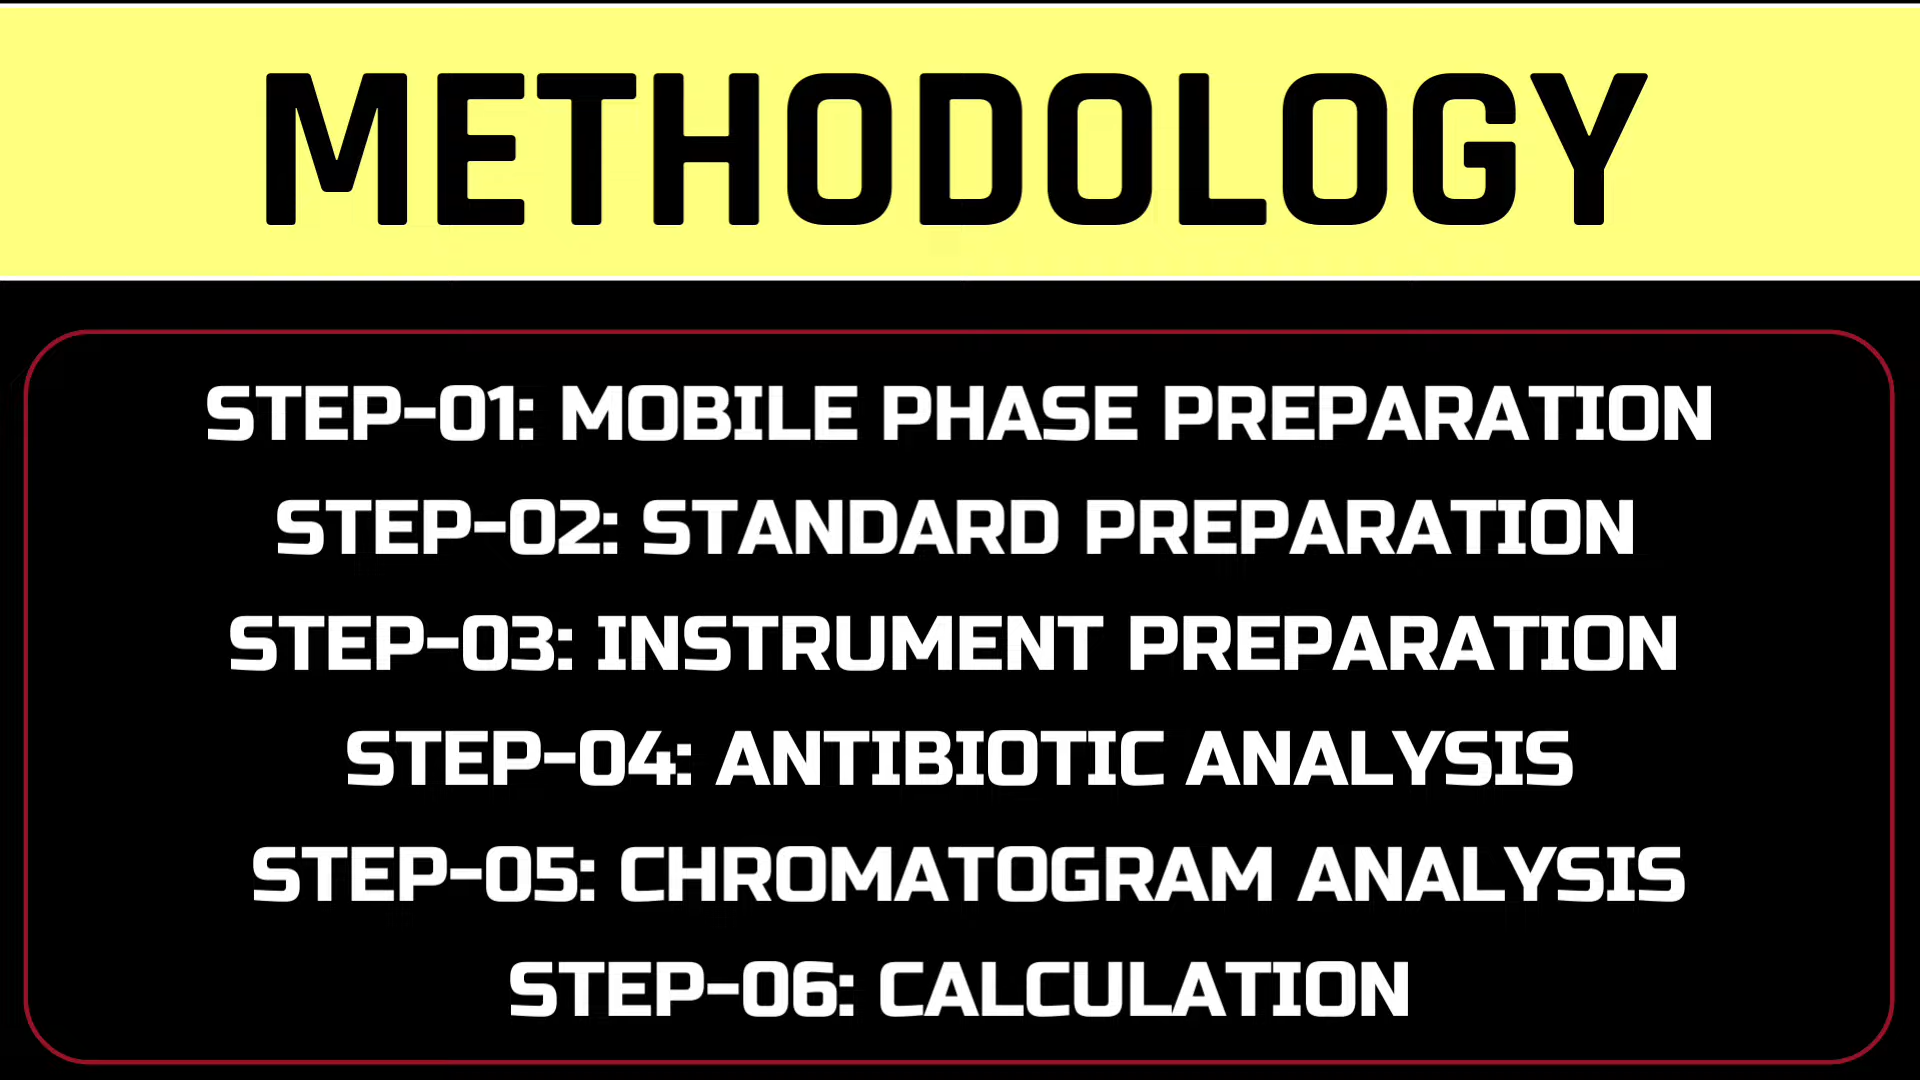 METHODOLOGY
STEP-01: MOBILE PHASE PREPARATION
STEP-02: STANDARD PREPARATION
STEP-03: INSTRUMENT PREPARATION
STEP-04: ANTIBIOTIC ANALYSIS
STEP-05: CHROMATOGRAM ANALYSIS
STEP-06: CALCULATION